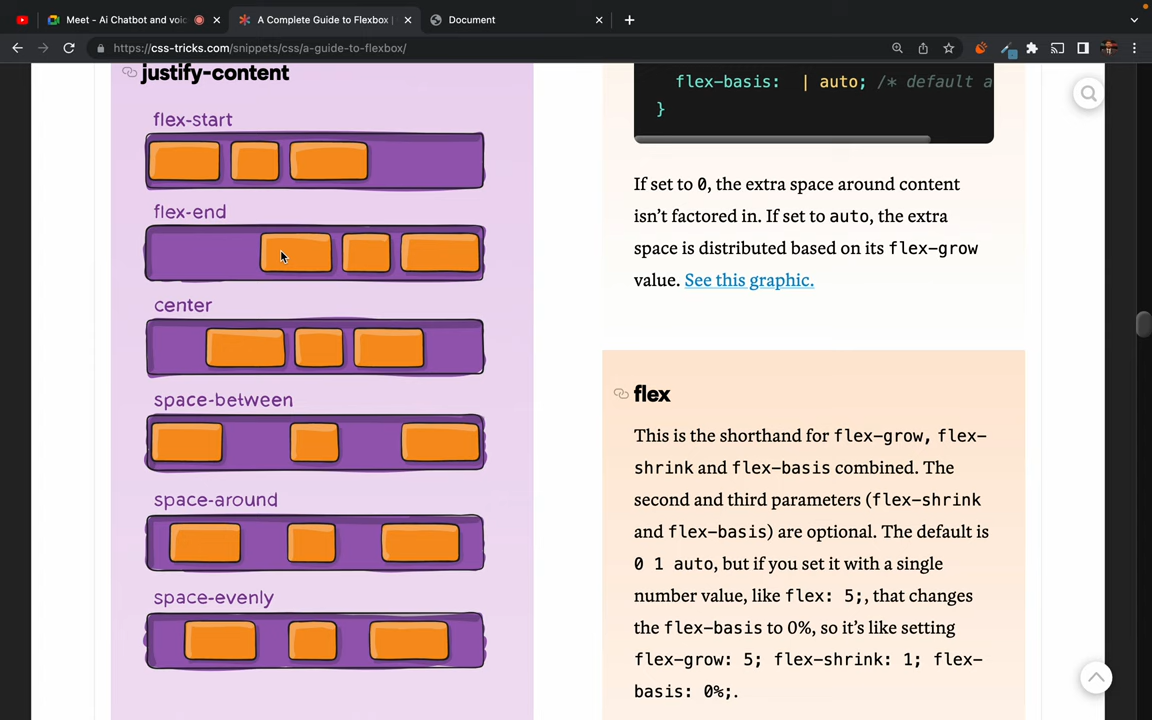 Meet - Ai Chatbot and voic
A Complete Guide to Flexbox |
Document
https://css-tricks.com/snippets/css/a-guide-to-flexbox/
justify-content
flex-start
flex-end
center
space-between
space-around
space-evenly
flex-basis:  | auto; /* default a
}
If set to 0, the extra space around content
isn’t factored in. If set to auto, the extra
space is distributed based on its flex-grow
value. See this graphic.
flex
This is the shorthand for flex-grow, flex-
shrink and flex-basis combined. The
second and third parameters (flex-shrink
and flex-basis) are optional. The default is
0 1 auto, but if you set it with a single
number value, like flex: 5;, that changes
the flex-basis to 0%, so it’s like setting
flex-grow: 5; flex-shrink: 1; flex-
basis: 0%;.